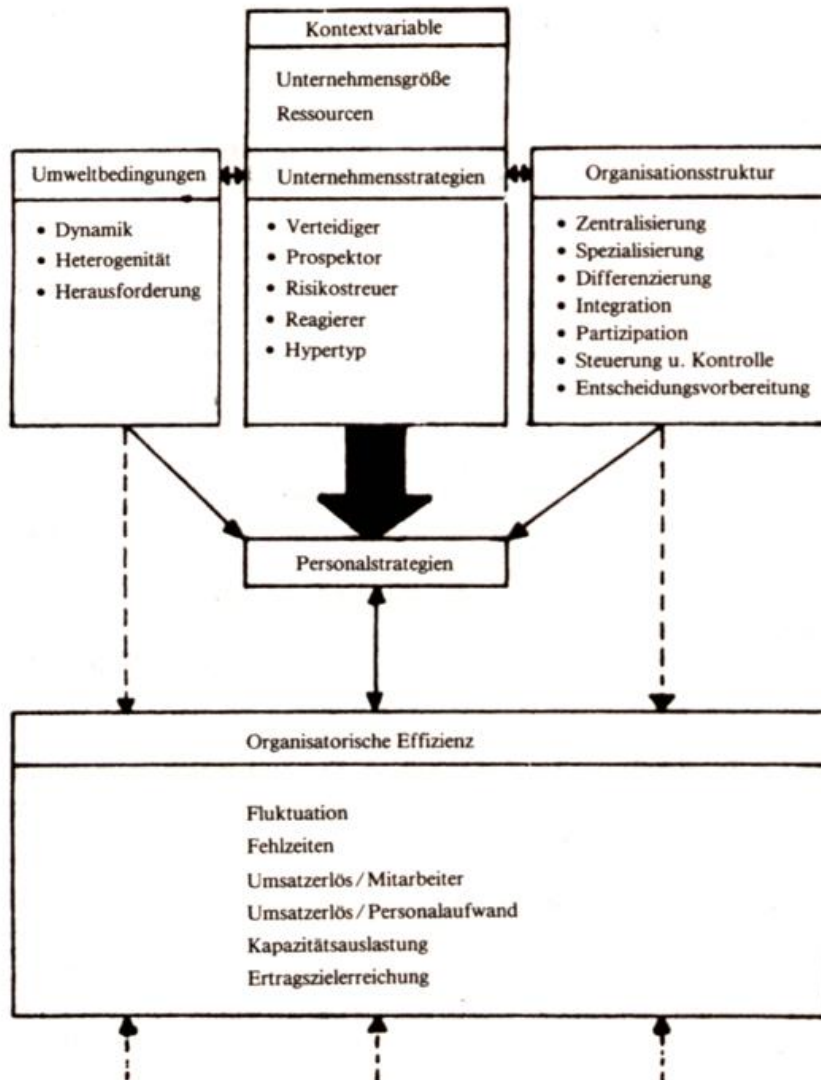 Kontextvariable
Unternehmensgröße
Ressourcen
Umweltbedingungen
• Dynamik
• Heterogenität
• Herausforderung
Unternehmensstrategien
• Verteidiger
• Prospektor
• Risikostreuer
• Reagierer
• Hypertyp
Organisationsstruktur
• Zentralisierung
• Spezialisierung
• Differenzierung
• Integration
• Partizipation
• Steuerung u. Kontrolle
• Entscheidungsvorbereitung
Personalstrategien
Organisatorische Effizienz
Fluktuation
Fehlzeiten
Umsatzerlös / Mitarbeiter
Umsatzerlös / Personalaufwand
Kapazitätsauslastung
Ertragszielerreichung